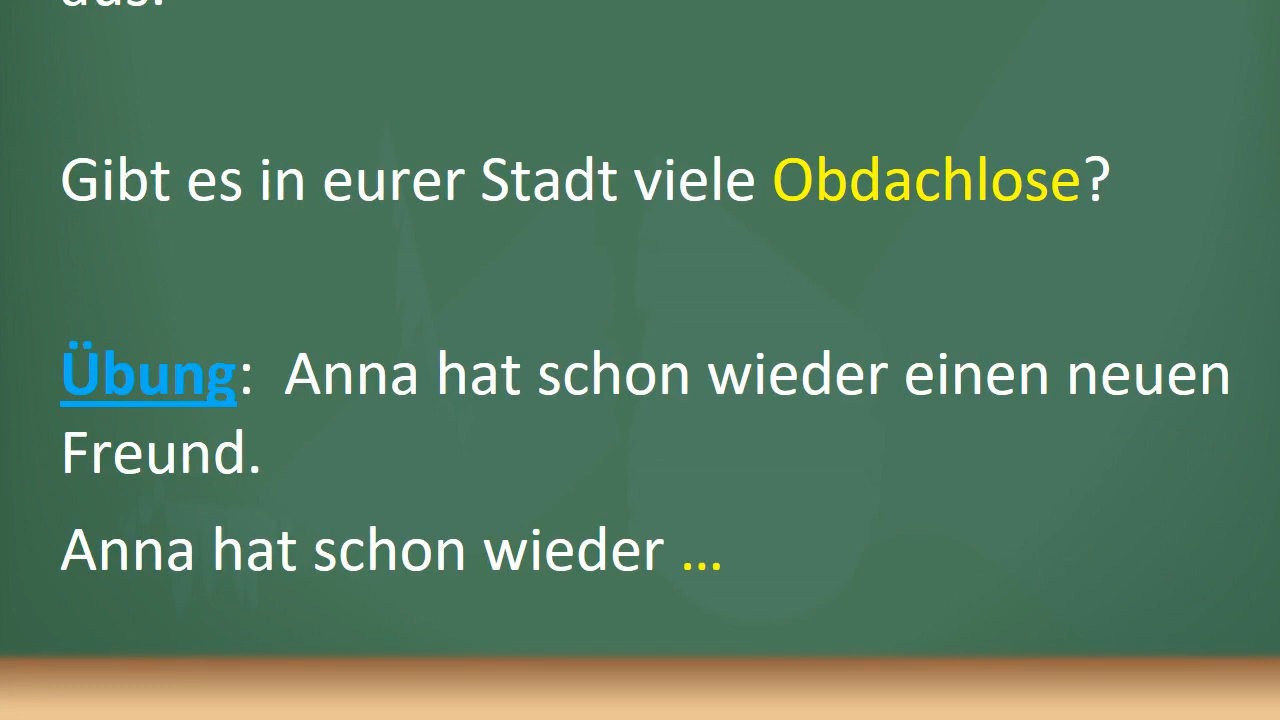 aus.
Gibt es in eurer Stadt viele Obdachlose?
Übung: Anna hat schon wieder einen neuen
Freund.
Anna hat schon wieder ...